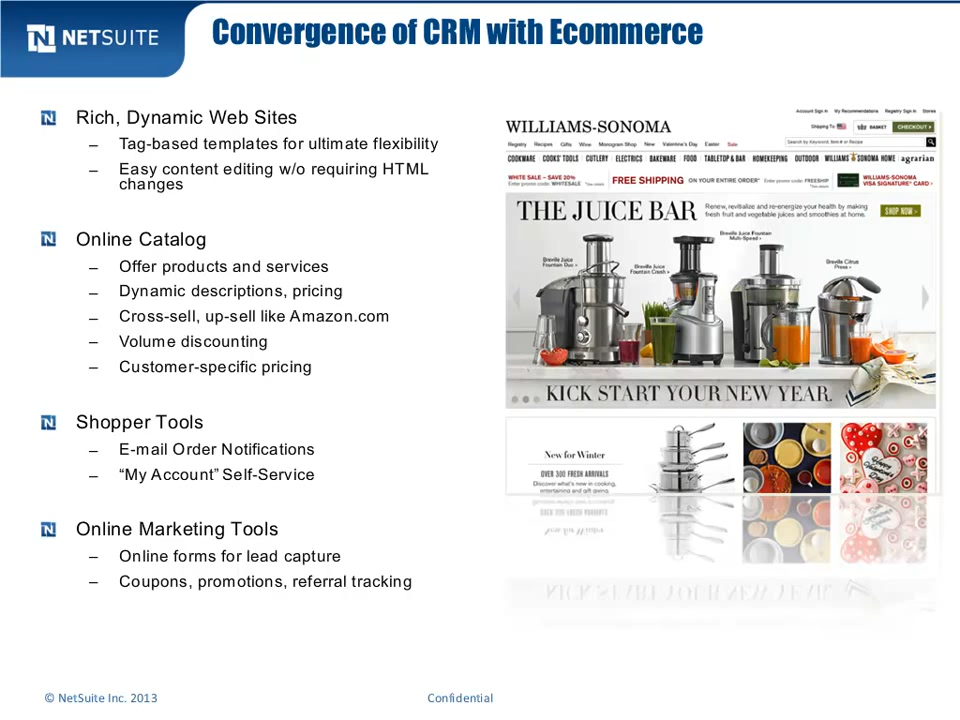 NETSUITE
Convergence of CRM with Ecommerce
Rich, Dynamic Web Sites
– Tag-based templates for ultimate flexibility
– Easy content editing w/o requiring HTML
changes
Online Catalog
– Offer products and services
– Dynamic descriptions, pricing
– Cross-sell, up-sell like Amazon.com
– Volume discounting
– Customer-specific pricing
Shopper Tools
– E-mail Order Notifications
– “My Account” Self-Service
Online Marketing Tools
– Online forms for lead capture
– Coupons, promotions, referral tracking
Account Sign In My Recommendations Registry Sign In Stores
WILLIAMS-SONOMA
Shipping To: BASKET CHECKOUT
Registry Recipes Gifts Wine Monogram Shop New Valentine's Day Easter Sale
Search by Keyword, Item # or Recipe
COOKWARE COOKS' TOOLS CUTLERY ELECTRICS BAKEWARE FOOD TABLETOP & BAR HOMEKEEPING OUTDOOR WILLIAMS SONOMA HOME agrarian
WHITE SALE – SAVE 20%
Enter promo code: WHITESALE
FREE SHIPPING ON YOUR ENTIRE ORDER* Enter promo code: FREESHIP
WILLIAMS-SONOMA
VISA SIGNATURE® CARD ›
THE JUICE BAR
Renew, revitalize and re-energize your health by making
fresh fruit and vegetable juices and smoothies at home.
SHOP NOW ›
Breville Juice
Fountain Duo ›
Breville Juice
Fountain Crush ›
Breville Juice Fountain
Multi-Speed ›
Breville Citrus
Press ›
KICK START YOUR NEW YEAR.
New for Winter
OVER 300 FRESH ARRIVALS
Discover what's new in cooking,
entertaining and gift giving.
© NetSuite Inc. 2013
Confidential